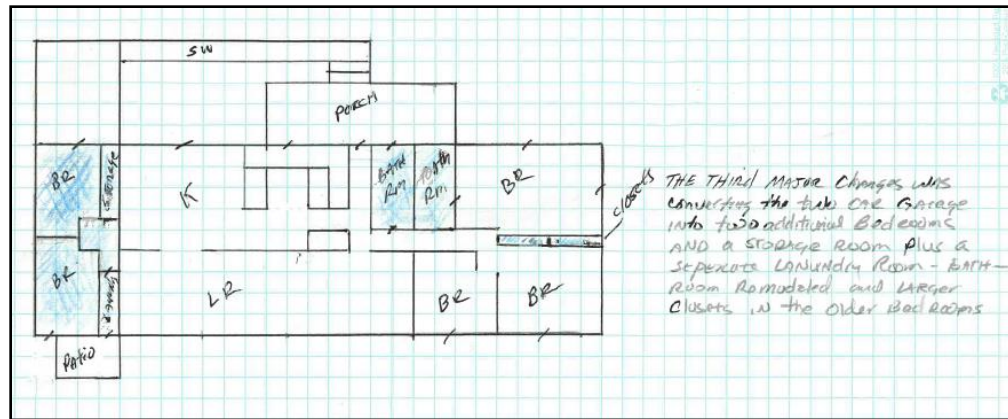 SW
PORCH
BR
Storage
K
BATH
RM
BATH
RM
BR
closets
BR
LR
BR
BR
PATIO
THE THIRD MAJOR Changes was
Converting the two CAR GARAGE
INTO two additional Bedrooms
AND a STORAGE ROOM plus a
SEPERATE LANUNDRY ROOM - BATH-
ROOM Remodeled and LARGER
Closets in the Older Bedrooms